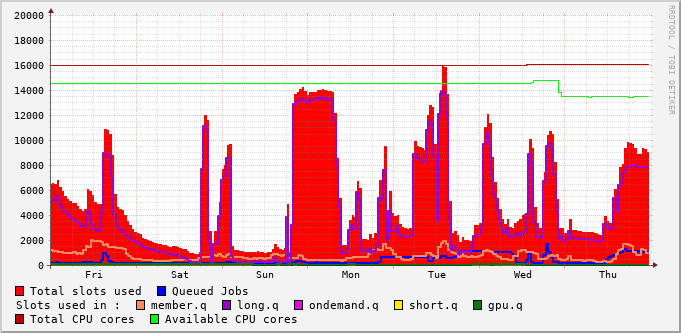 20000
18000
16000
14000
12000
10000
8000
6000
4000
2000
0
Fri Sat Sun Mon Tue Wed Thu
RRDTOOL / TOBI OETIKER
Total slots used Queued Jobs
Slots used in : member.q long.q ondemand.q short.q gpu.q
Total CPU cores Available CPU cores